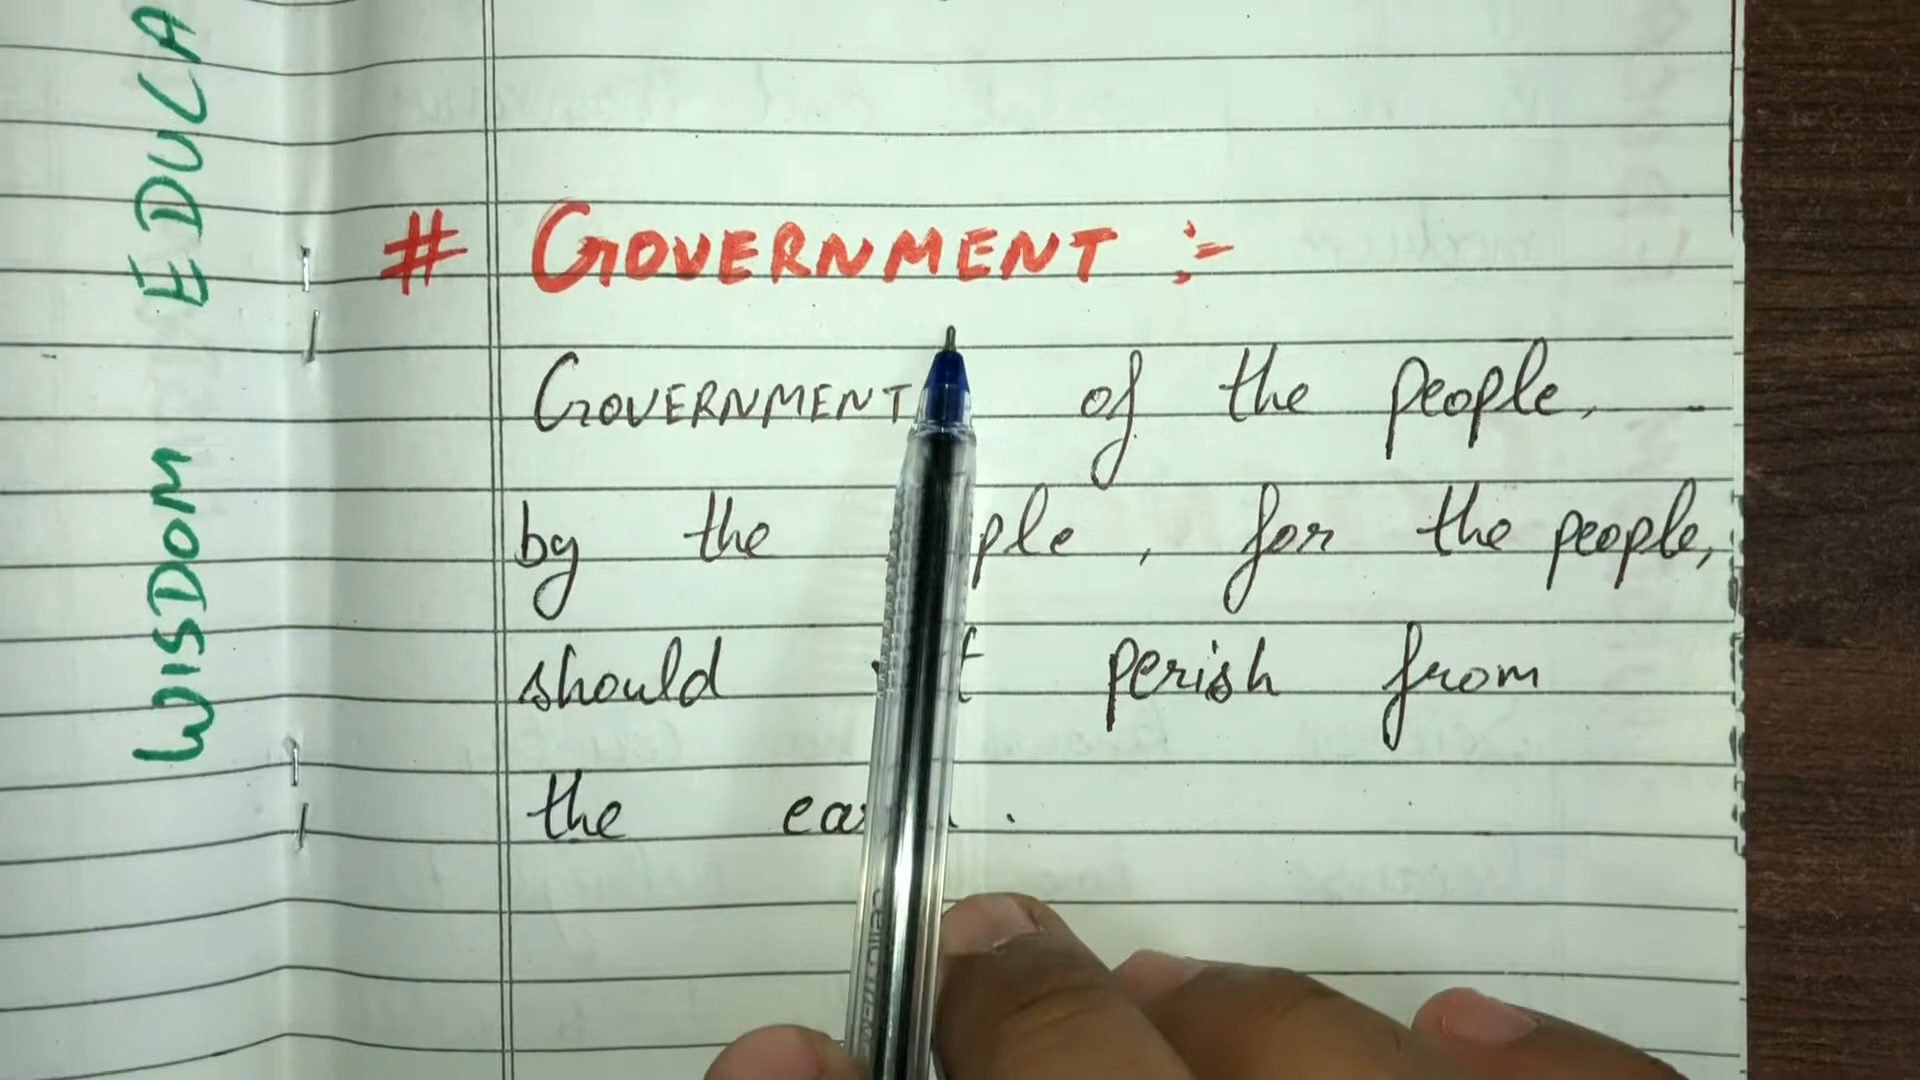 WISDOM EDUCA
# GOVERNMENT :-
GOVERNMENT of the people,
by the , for the people,
should perish from
the